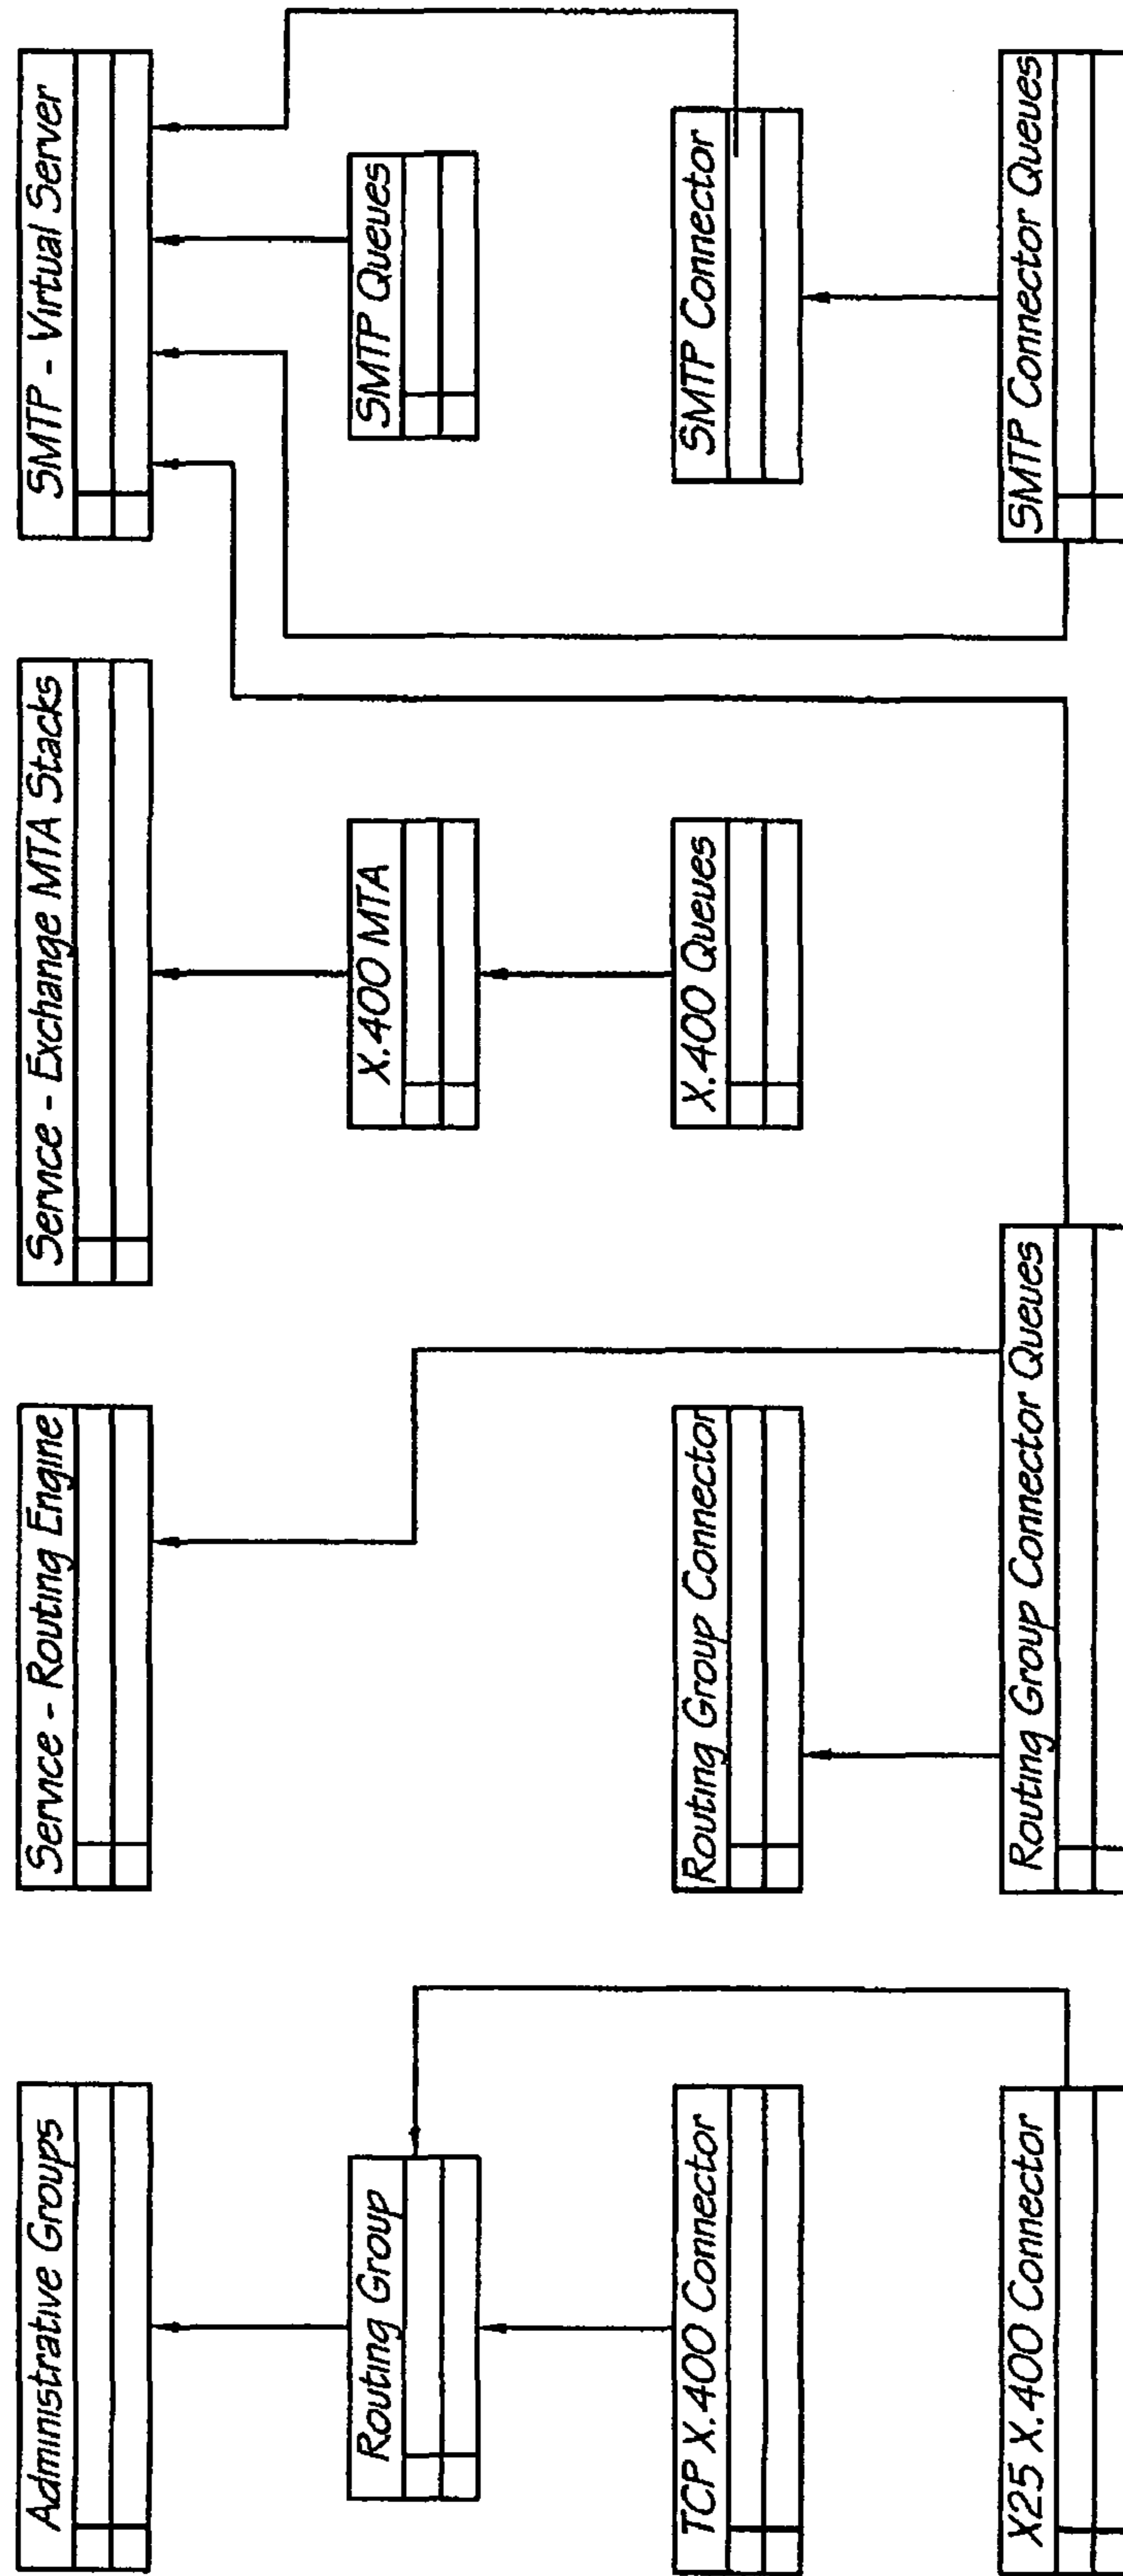 Administrative Groups
Service - Routing Engine
Service - Exchange MTA Stacks
SMTP - Virtual Server
Routing Group
X.400 MTA
SMTP Queues
TCP X.400 Connector
Routing Group Connector
X.400 Queues
SMTP Connector
X25 X.400 Connector
Routing Group Connector Queues
SMTP Connector Queues